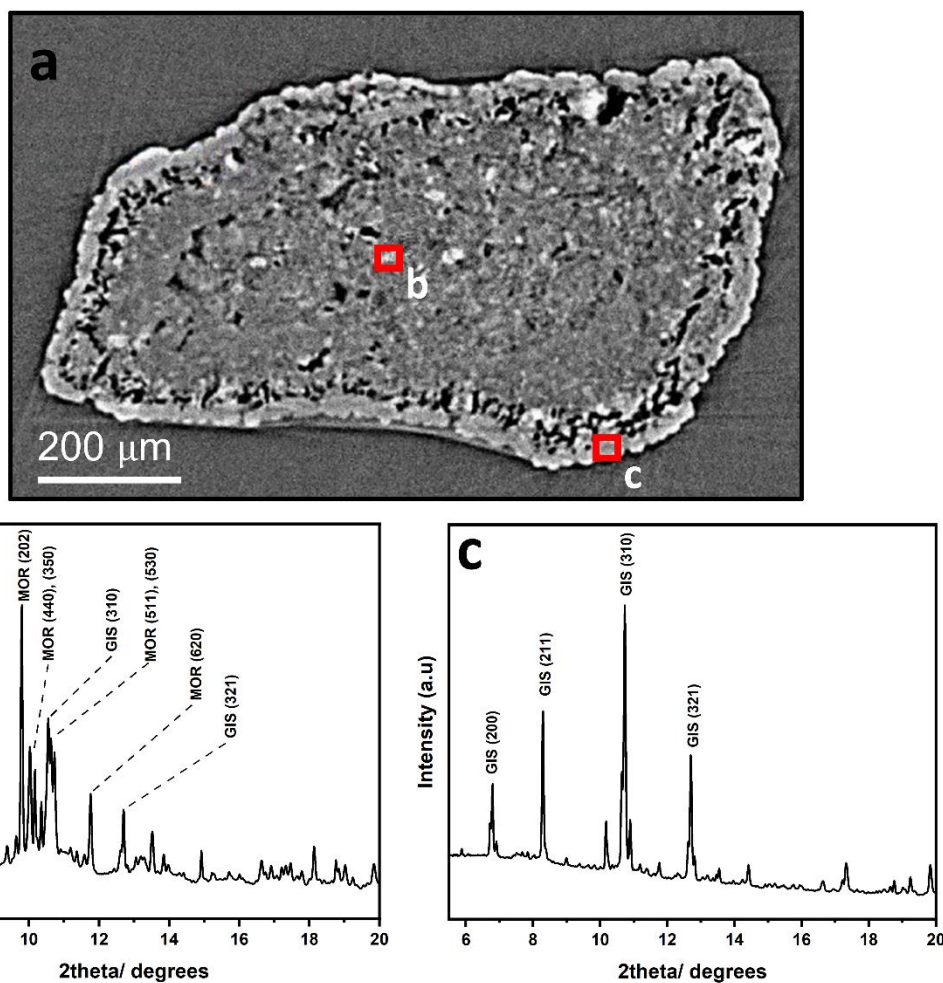 a
b
c
200 μm
MOR (202)
MOR (440), (350)
GIS (310)
MOR (511), (530)
MOR (620)
GIS (321)
10 12 14 16 18 20
2theta/ degrees
c
Intensity (a.u)
GIS (200)
GIS (211)
GIS (310)
GIS (321)
6 8 10 12 14 16 18 20
2theta/ degrees